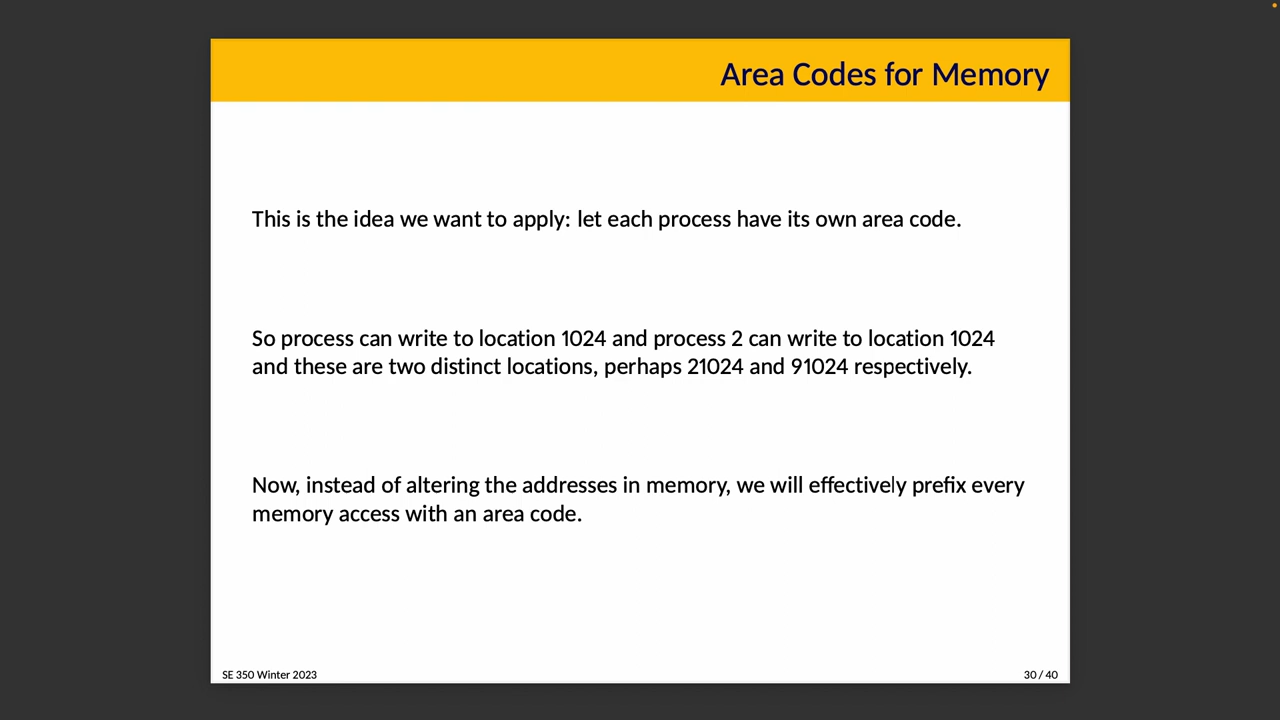 Area Codes for Memory
This is the idea we want to apply: let each process have its own area code.
So process can write to location 1024 and process 2 can write to location 1024
and these are two distinct locations, perhaps 21024 and 91024 respectively.
Now, instead of altering the addresses in memory, we will effectively prefix every
memory access with an area code.
SE 350 Winter 2023
30 / 40